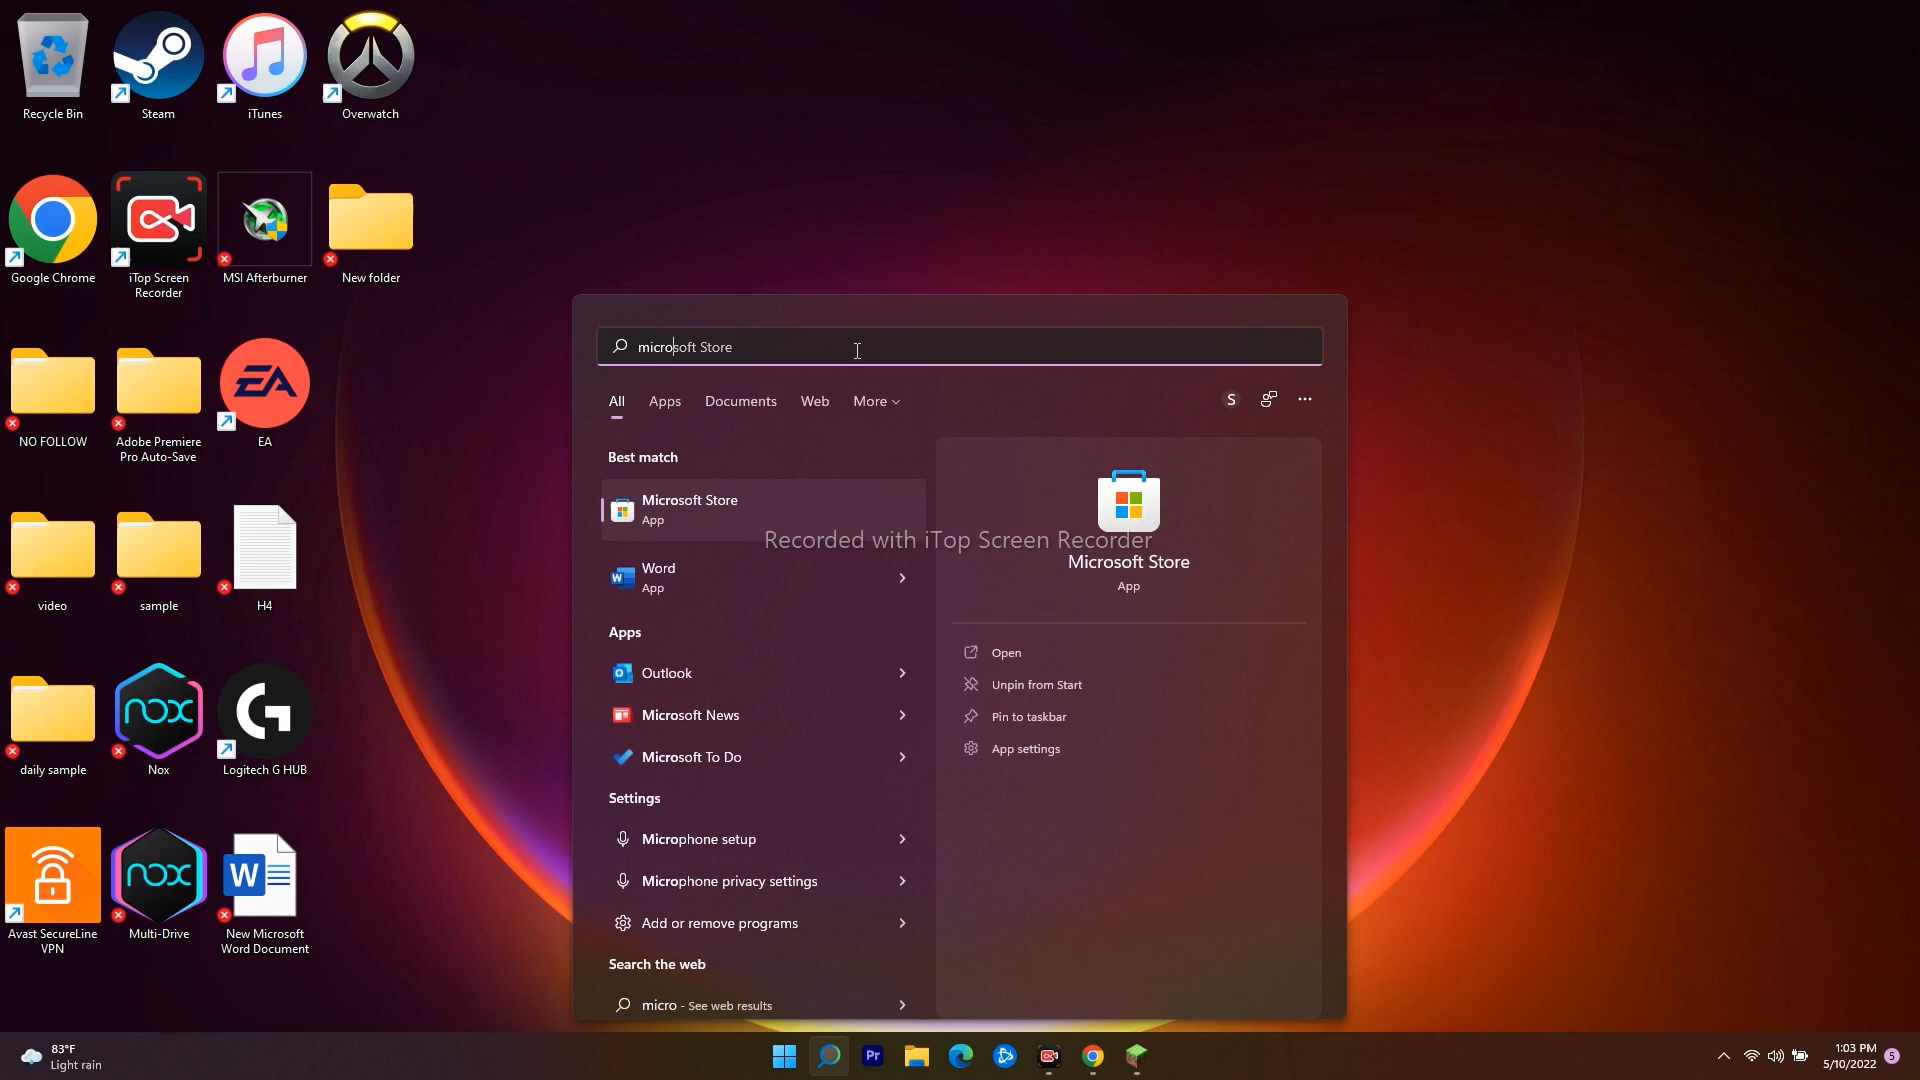 Recycle Bin
Steam
iTunes
Overwatch
Google Chrome
iTop Screen
Recorder
MSI Afterburner
New folder
NO FOLLOW
Adobe Premiere
Pro Auto-Save
EA
EA
video
sample
H4
daily sample
nox
Nox
G
Logitech G HUB
Avast SecureLine
VPN
nox
Multi-Drive
W
New Microsoft
Word Document
microsoft Store
All
Apps
Documents
Web
More
S
Best match
Microsoft Store
App
W
Word
App
Apps
Outlook
Microsoft News
Microsoft To Do
Settings
Microphone setup
Microphone privacy settings
Add or remove programs
Search the web
micro - See web results
Recorded with iTop Screen Recorder
Microsoft Store
App
Open
Unpin from Start
Pin to taskbar
App settings
83°F
Light rain
Pr
1:03 PM
5/10/2022
5